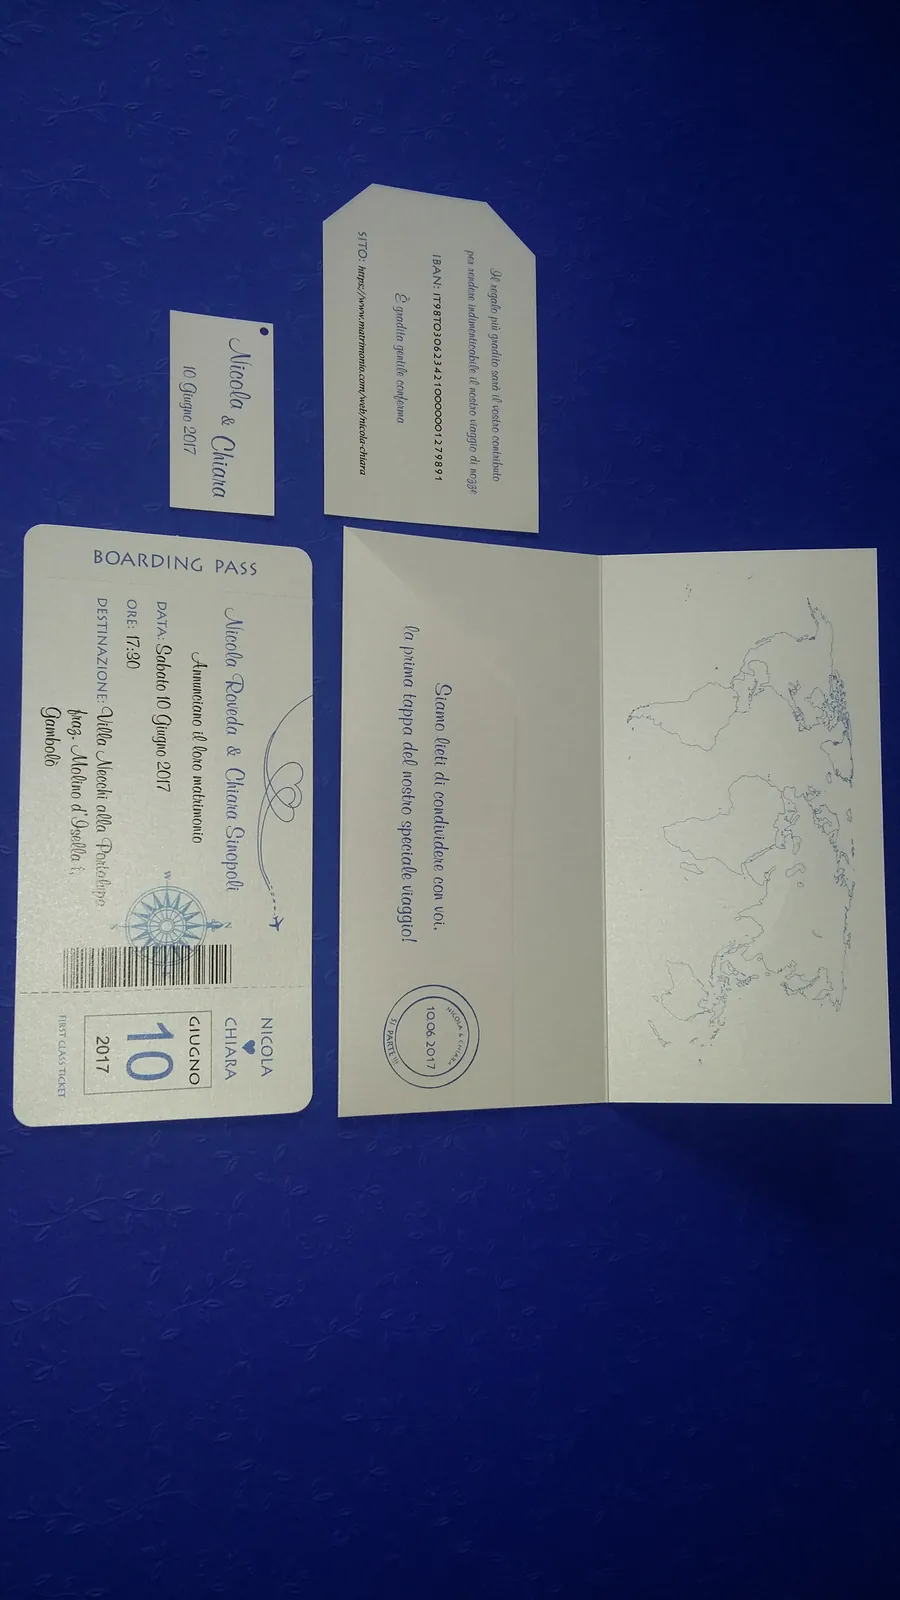 Il regalo più gradito sarà il vostro contributo
per rendere indimenticabile il nostro viaggio di nozze
IBAN: IT98T0306234210000001279891
È gradita gentile conferma
SITO: https://www.matrimonio.com/web/nicola-chiara
Nicola & Chiara
10 Giugno 2017
BOARDING PASS
Nicola Roveda & Chiara Sinopoli
Annunciano il loro matrimonio
DATA: Sabato 10 Giugno 2017
ORE: 17:30
DESTINAZIONE: Villa Necchi alla Portalupa
fraz. Molino d'Isella 1,
Gambolò
W
N
S
NICOLA
CHIARA
GIUGNO
10
2017
FIRST CLASS TICKET
Siamo lieti di condividere con voi,
la prima tappa del nostro speciale viaggio!
NICOLA & CHIARA
10.06.2017
SI PARTE!!!